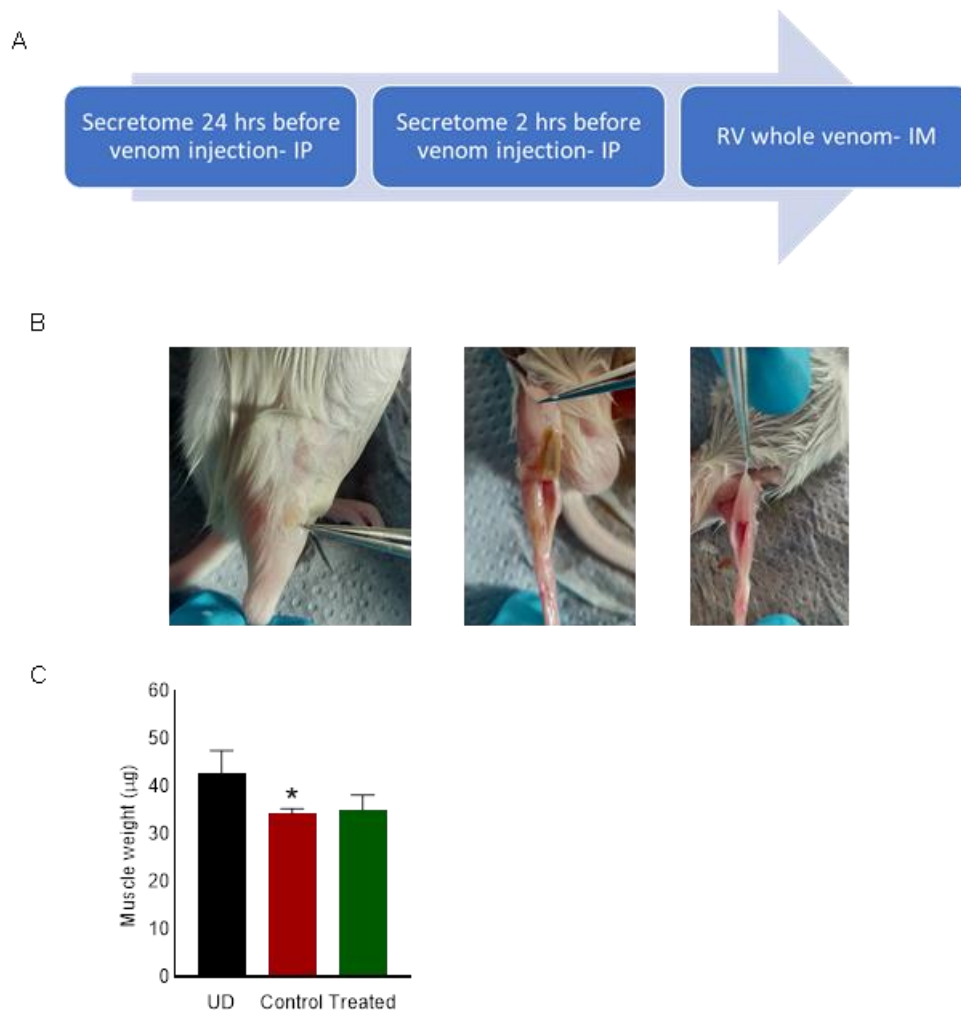 A
Secretome 24 hrs before
venom injection- IP
Secretome 2 hrs before
venom injection- IP
RV whole venom- IM
B
C
Muscle weight (µg)
60
50
40
30
20
10
0
*
UD Control Treated